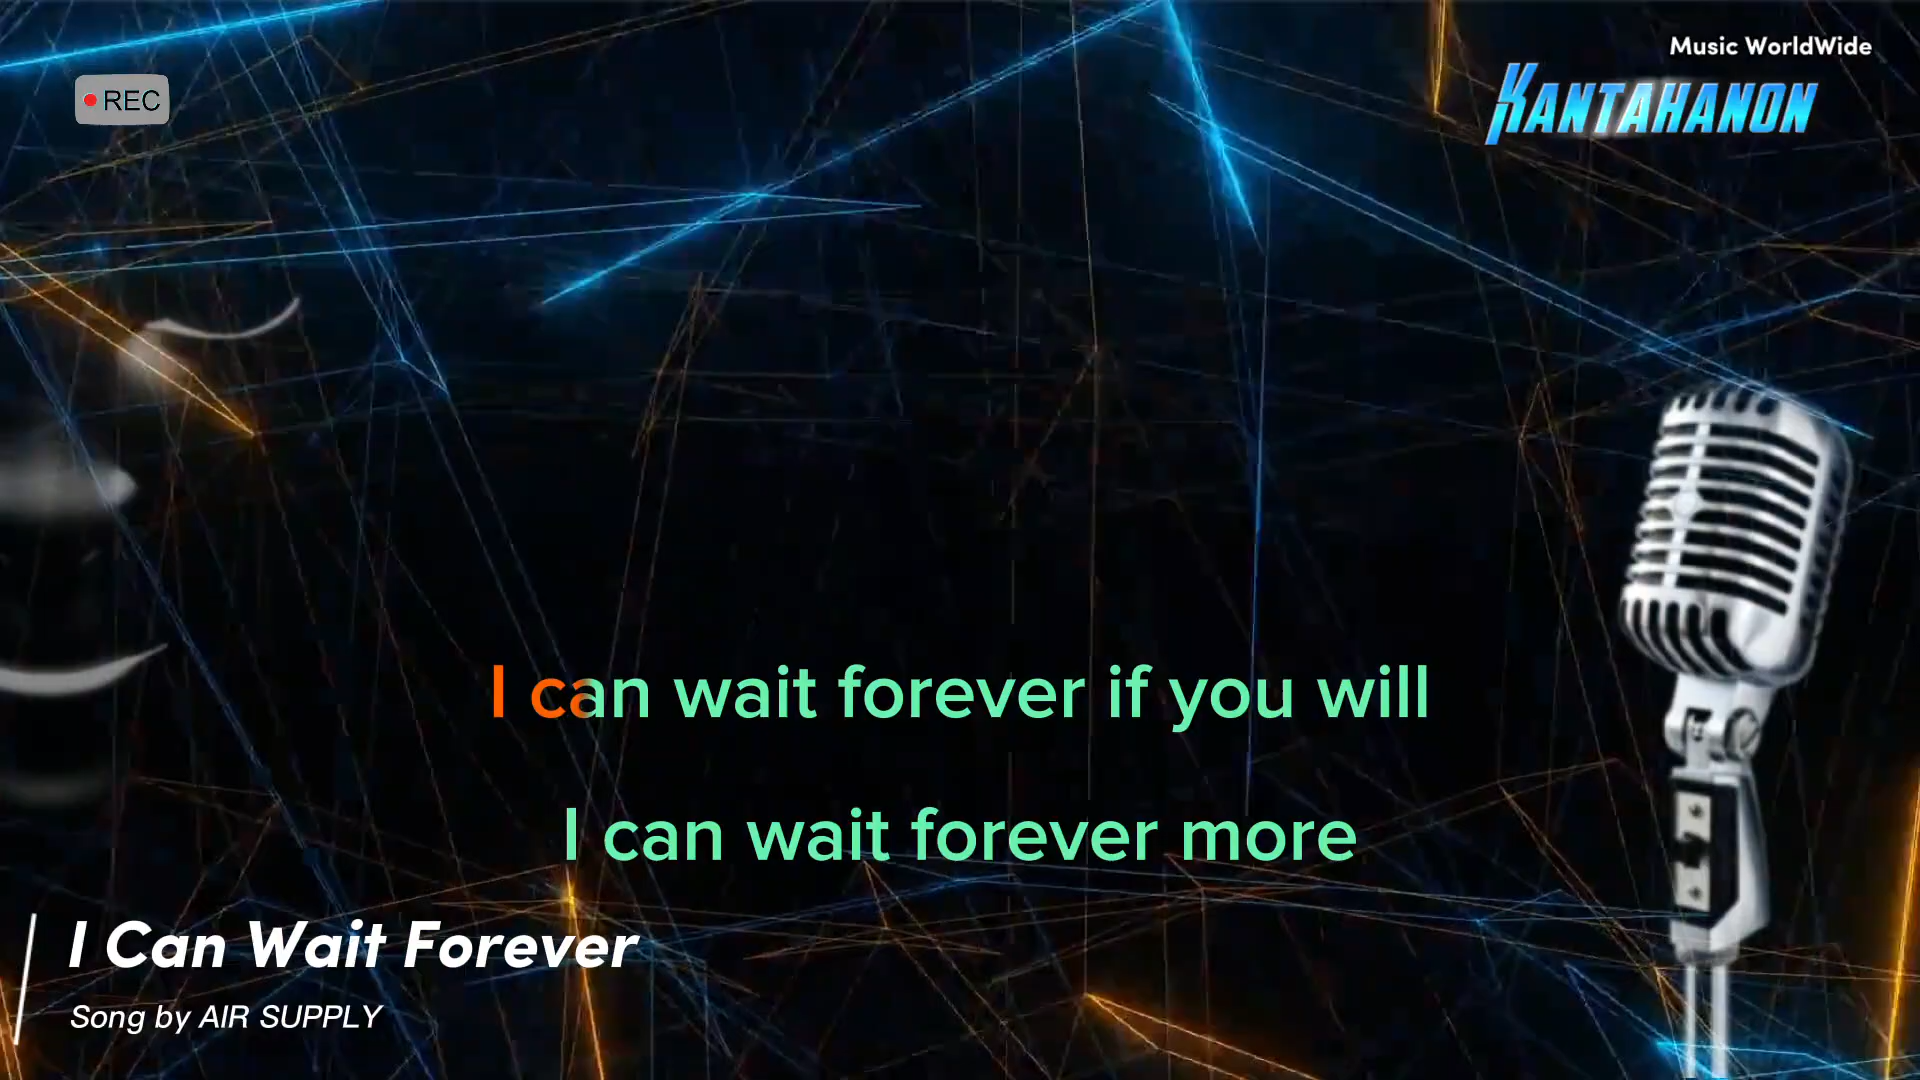 Music WorldWide
KANTAHANON
REC
I can wait forever if you will
I can wait forever more
I Can Wait Forever
Song by AIR SUPPLY